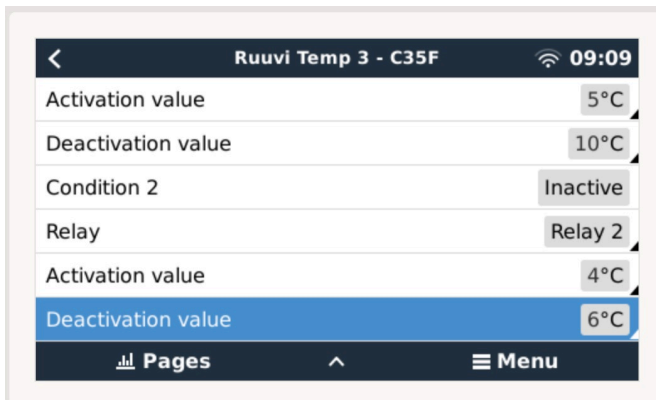 Ruuvi Temp 3 - C35F 09:09
Activation value 5°C
Deactivation value 10°C
Condition 2 Inactive
Relay Relay 2
Activation value 4°C
Deactivation value 6°C
Pages Menu